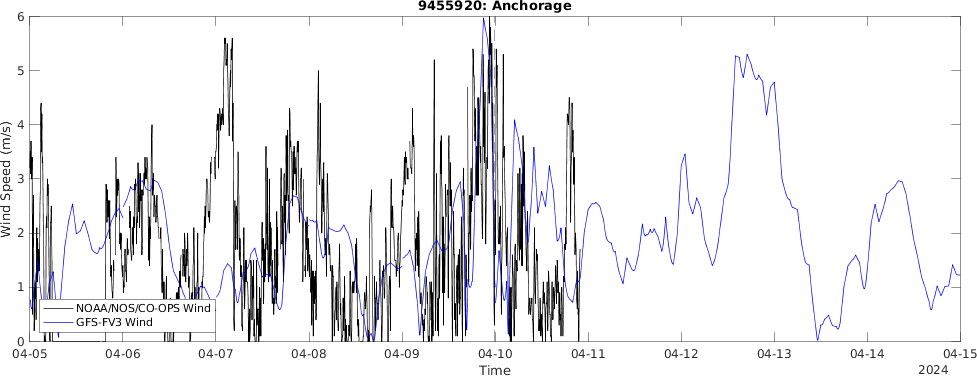 9455920: Anchorage
Wind Speed (m/s)
6
5
4
3
2
1
0
NOAA/NOS/CO-OPS Wind
GFS-FV3 Wind
04-05 04-06 04-07 04-08 04-09 04-10 04-11 04-12 04-13 04-14 04-15
Time
2024